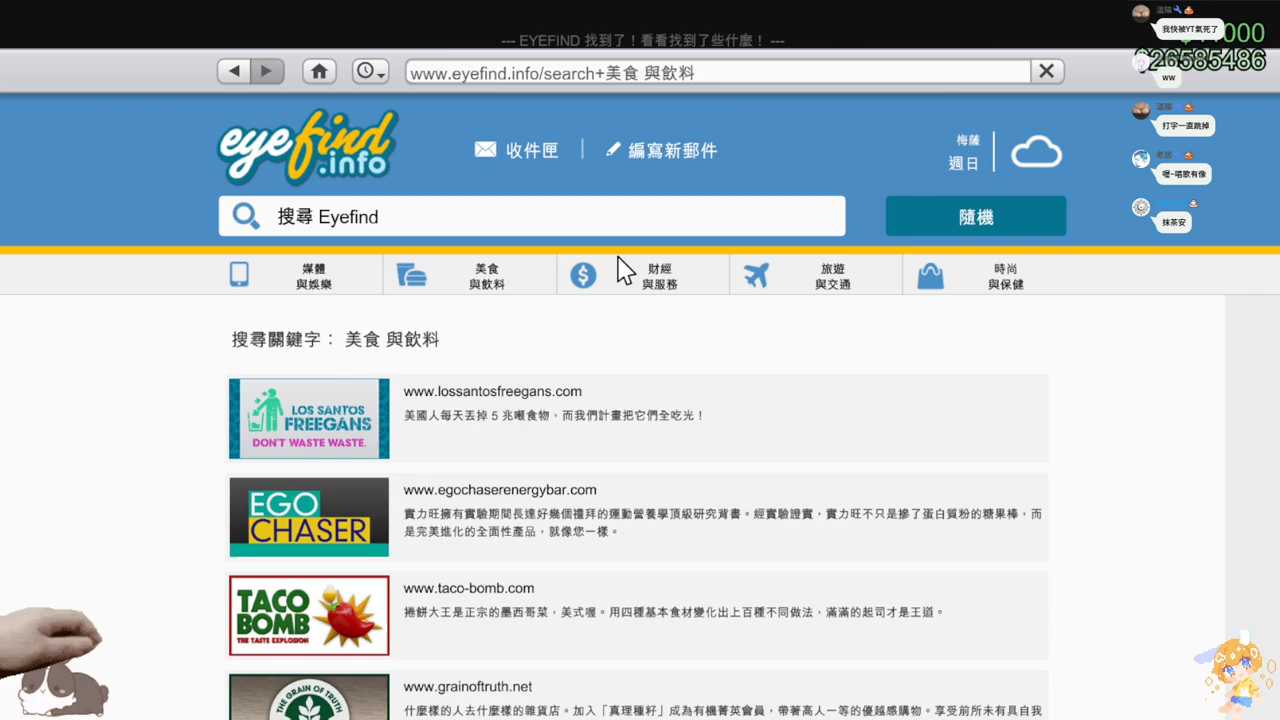 --- EYEFIND 找到了！看看找到了些什麼！ ---
www.eyefind.info/search+美食 與飲料
$26585486
我快被YT氣死了
ww
打字一直跳掉
喔~唱歌有像
抹茶安
eyefind
.info
收件匣
編寫新郵件
梅薩
週日
搜尋 Eyefind
隨機
媒體
與娛樂
美食
與飲料
財經
與服務
旅遊
與交通
時尚
與保健
搜尋關鍵字： 美食 與飲料
LOS SANTOS
FREEGANS
DON'T WASTE WASTE.
www.lossantosfreegans.com
美國人每天丟掉 5 兆噸食物，而我們計畫把它們全吃光！
EGO
CHASER
www.egochaserenergybar.com
實力旺擁有實驗期間長達好幾個禮拜的運動營養學頂級研究背書。經實驗證實，實力旺不只是摻了蛋白質粉的糖果棒，而
是完美進化的全面性產品，就像您一樣。
TACO
BOMB
THE TASTE EXPLOSION
www.taco-bomb.com
捲餅大王是正宗的墨西哥菜，美式喔。用四種基本食材變化出上百種不同做法，滿滿的起司才是王道。
THE GRAIN OF TRUTH
www.grainoftruth.net
什麼樣的人去什麼樣的雜貨店。加入「真理種籽」成為有機菁英會員，帶著高人一等的優越感購物。享受前所未有具自我